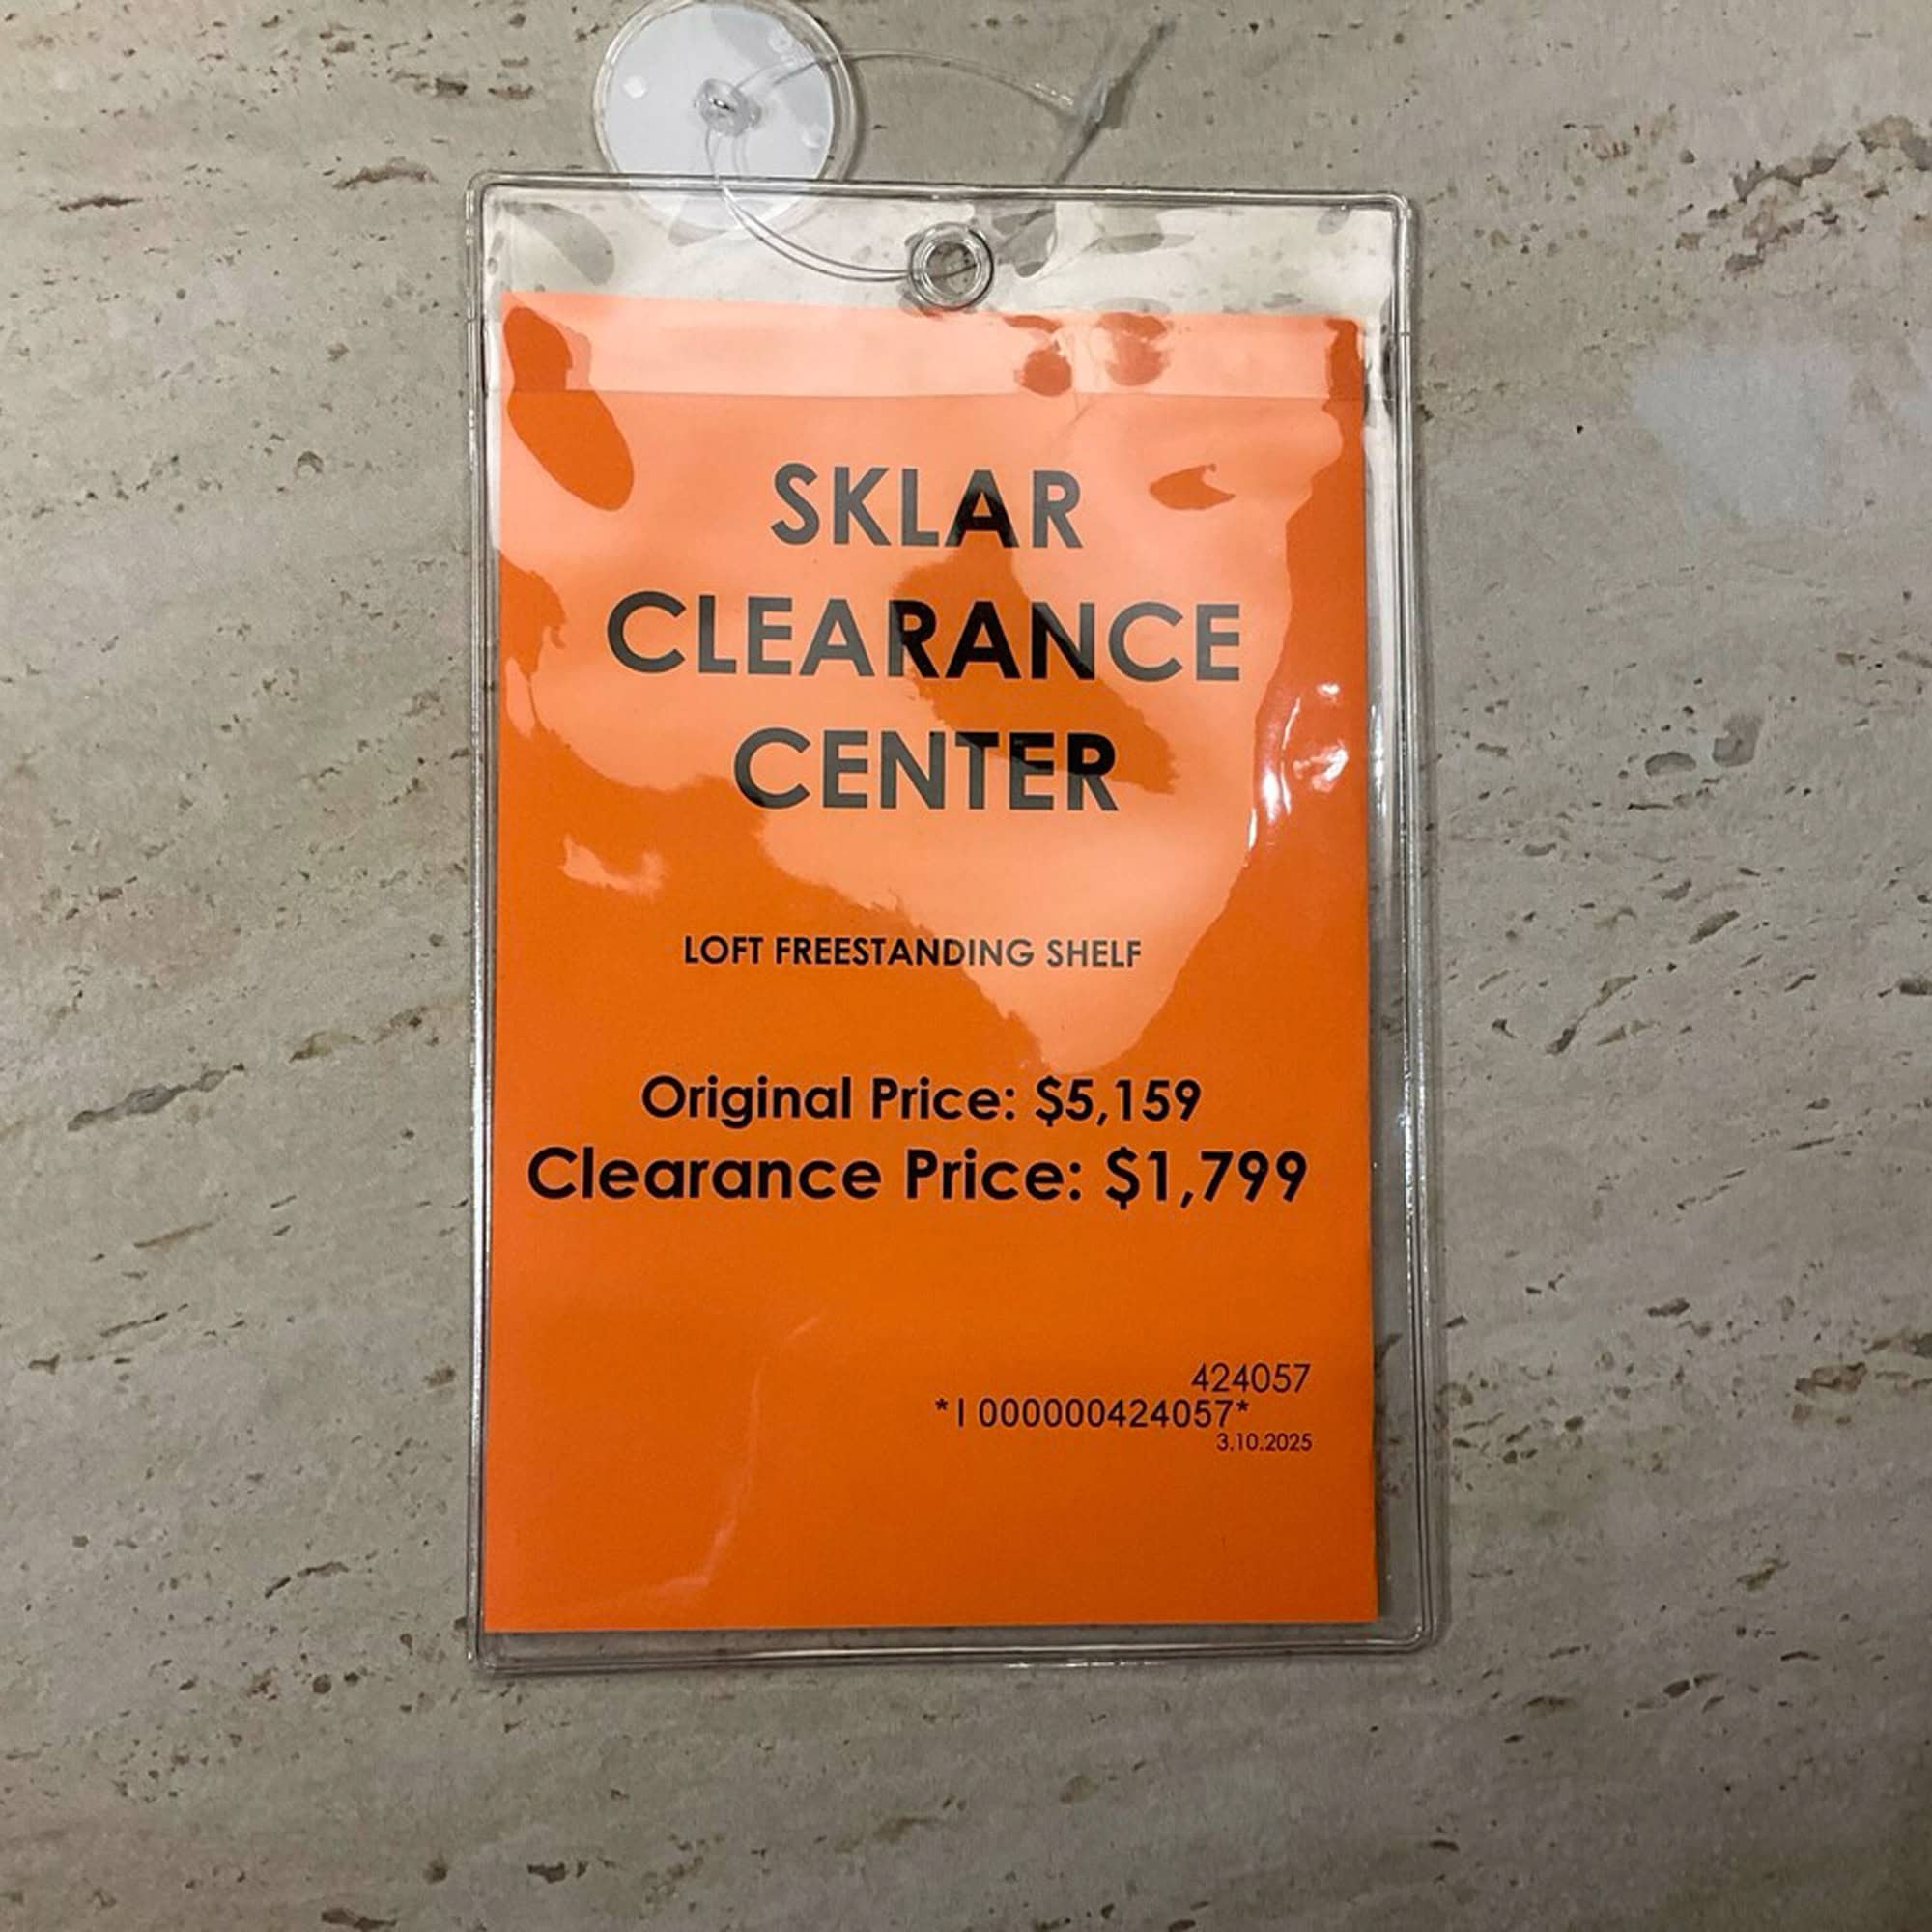 SKLAR
CLEARANCE
CENTER
LOFT FREESTANDING SHELF
Original Price: $5,159
Clearance Price: $1,799
424057
*I 000000424057*
3.10.2025